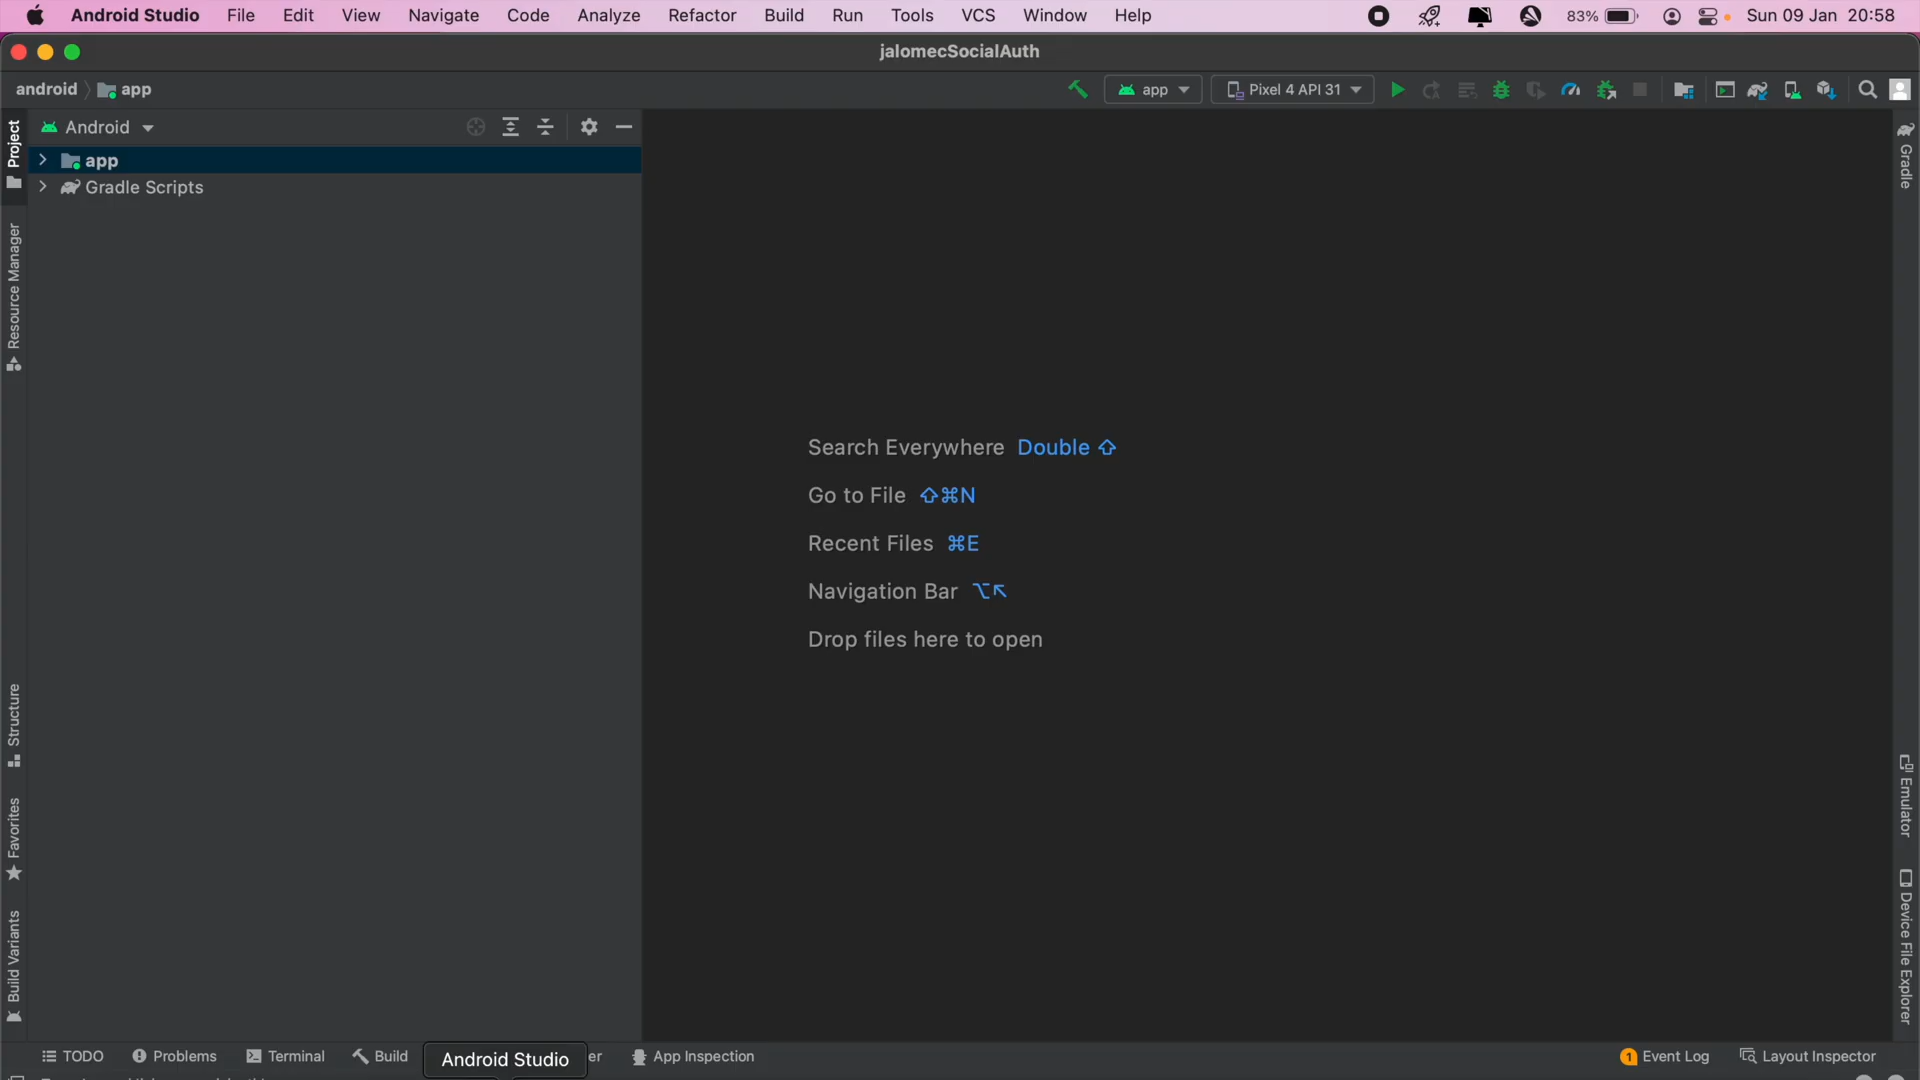 Android Studio File Edit View Navigate Code Analyze Refactor Build Run Tools VCS Window Help 83% Sun 09 Jan 20:58
jalomecSocialAuth
android app app Pixel 4 API 31
Android
app
Gradle Scripts
Project
Resource Manager
Structure
Favorites
Build Variants
Search Everywhere Double ⇧
Go to File ⇧⌘N
Recent Files ⌘E
Navigation Bar ⌥↖
Drop files here to open
Gradle
Emulator
Device File Explorer
TODO Problems Terminal Build Android Studio er App Inspection 1 Event Log Layout Inspector